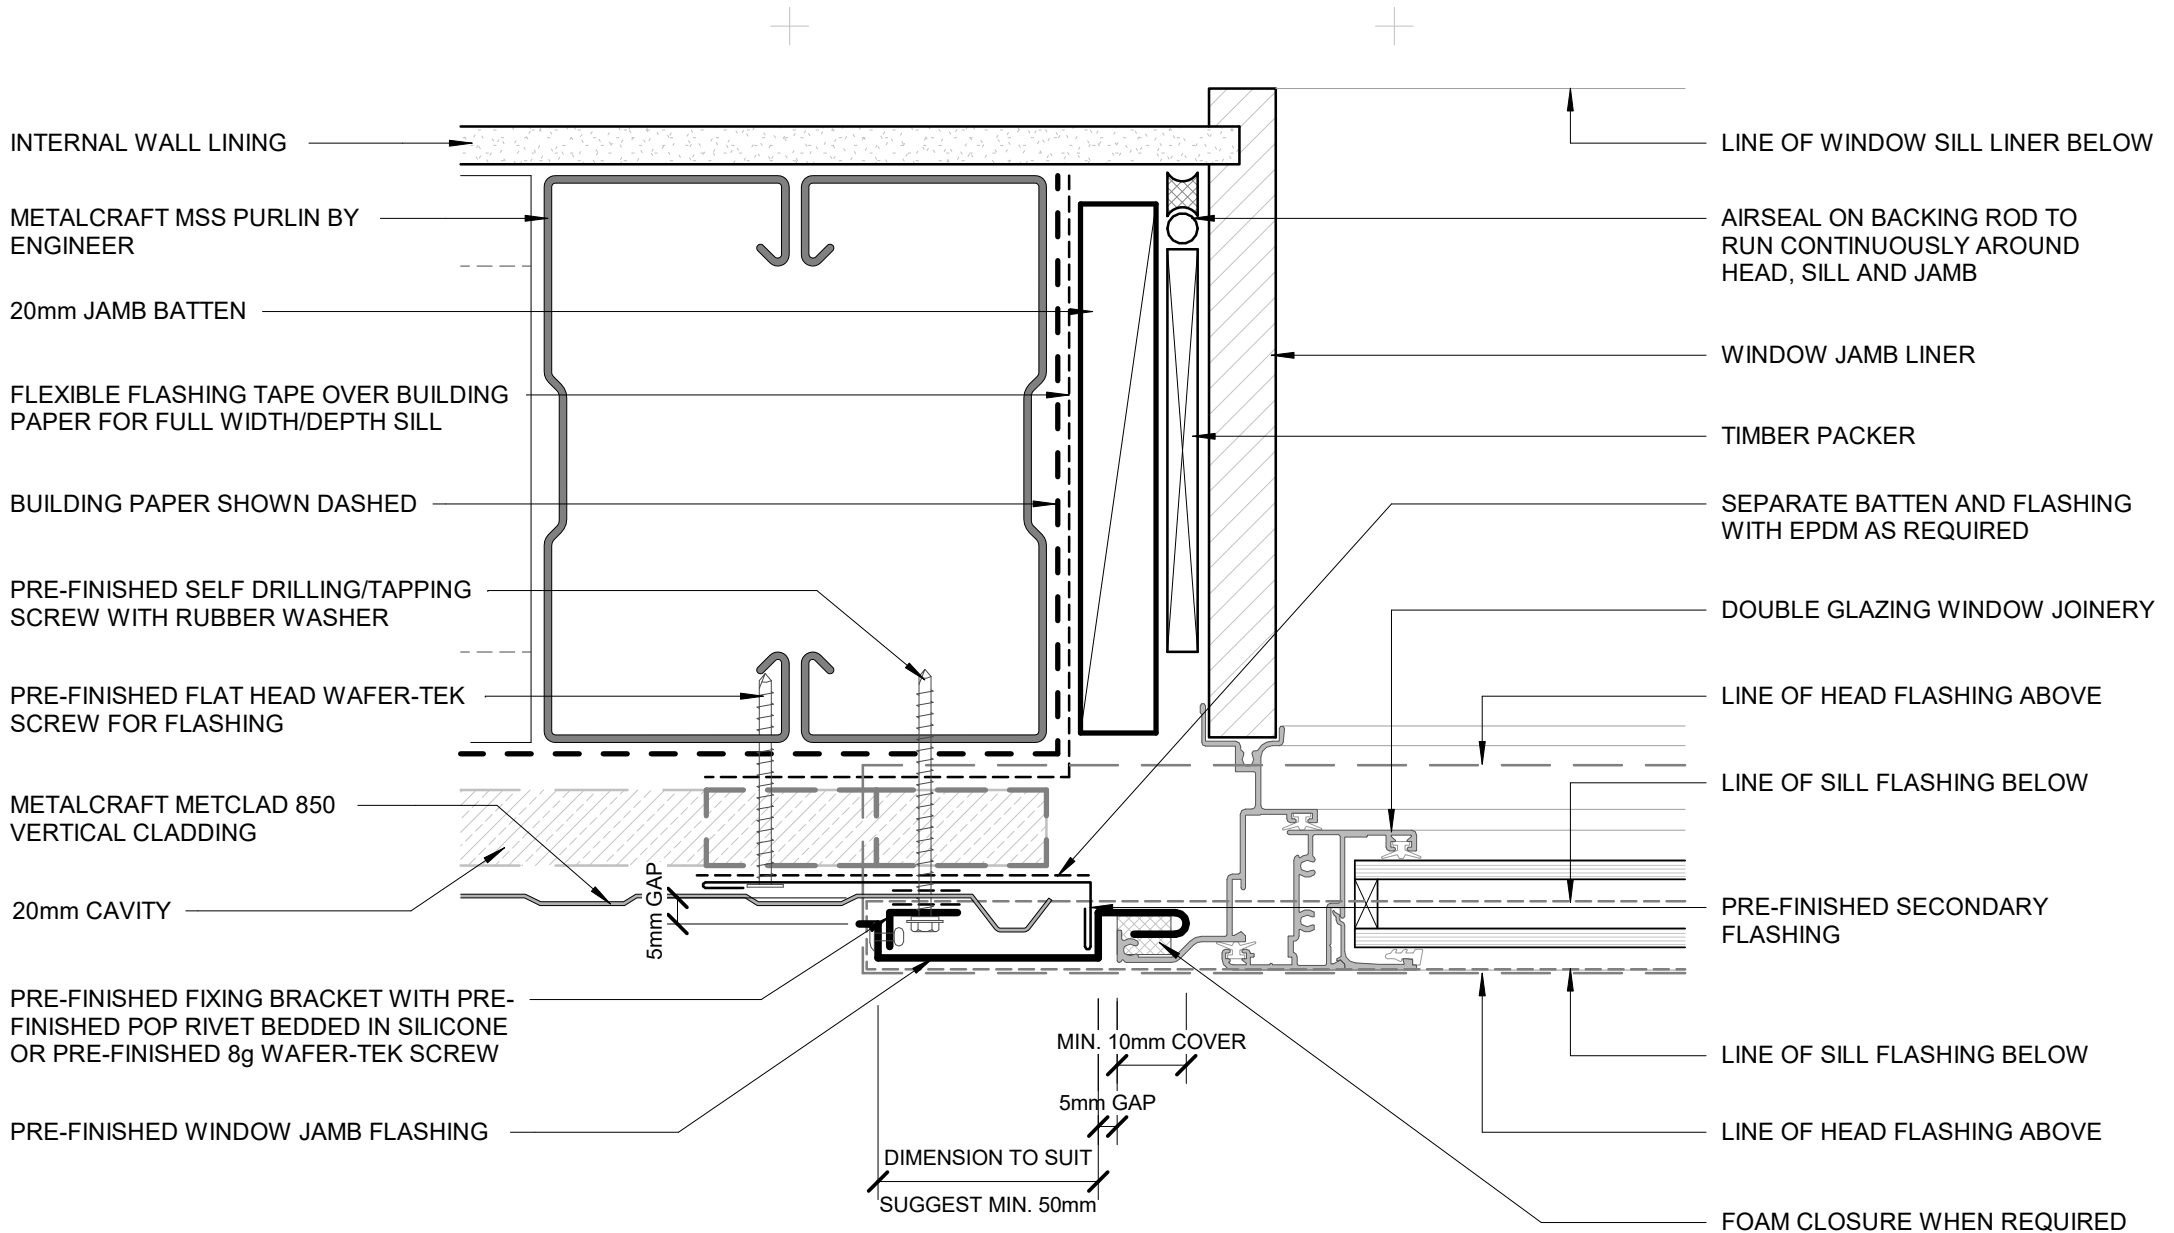 INTERNAL WALL LINING
METALCRAFT MSS PURLIN BY
ENGINEER
20mm JAMB BATTEN
FLEXIBLE FLASHING TAPE OVER BUILDING
PAPER FOR FULL WIDTH/DEPTH SILL
BUILDING PAPER SHOWN DASHED
PRE-FINISHED SELF DRILLING/TAPPING
SCREW WITH RUBBER WASHER
PRE-FINISHED FLAT HEAD WAFER-TEK
SCREW FOR FLASHING
METALCRAFT METCLAD 850
VERTICAL CLADDING
20mm CAVITY
PRE-FINISHED FIXING BRACKET WITH PRE-
FINISHED POP RIVET BEDDED IN SILICONE
OR PRE-FINISHED 8g WAFER-TEK SCREW
PRE-FINISHED WINDOW JAMB FLASHING
5mm GAP
MIN. 10mm COVER
5mm GAP
DIMENSION TO SUIT
SUGGEST MIN. 50mm
LINE OF WINDOW SILL LINER BELOW
AIRSEAL ON BACKING ROD TO
RUN CONTINUOUSLY AROUND
HEAD, SILL AND JAMB
WINDOW JAMB LINER
TIMBER PACKER
SEPARATE BATTEN AND FLASHING
WITH EPDM AS REQUIRED
DOUBLE GLAZING WINDOW JOINERY
LINE OF HEAD FLASHING ABOVE
LINE OF SILL FLASHING BELOW
PRE-FINISHED SECONDARY
FLASHING
LINE OF SILL FLASHING BELOW
LINE OF HEAD FLASHING ABOVE
FOAM CLOSURE WHEN REQUIRED